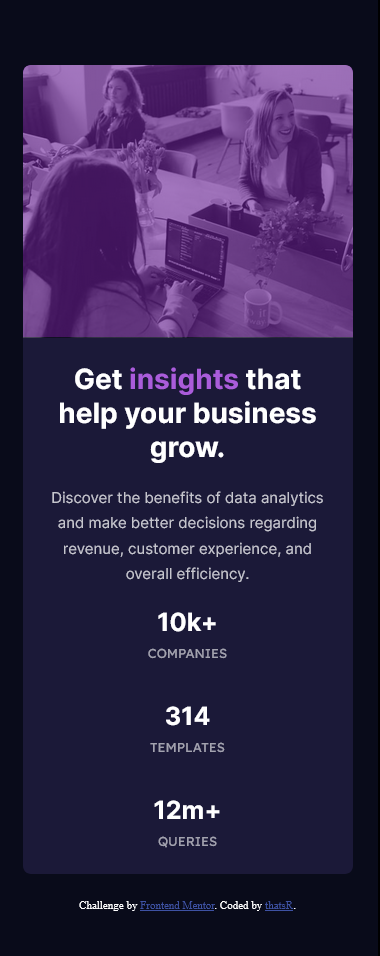 Get insights that
help your business
grow.
Discover the benefits of data analytics
and make better decisions regarding
revenue, customer experience, and
overall efficiency.
10k+
COMPANIES
314
TEMPLATES
12m+
QUERIES
Challenge by Frontend Mentor. Coded by thatsR.